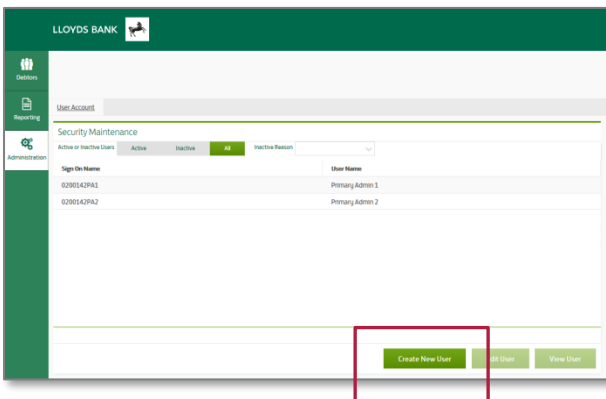 LLOYDS BANK
Debtors
Reporting
Administration
User Account
Security Maintenance
Active or Inactive Users Active Inactive All Inactive Reason
Sign On Name User Name
0200142PA1 Primary Admin 1
0200142PA2 Primary Admin 2
Create New User dit User View User